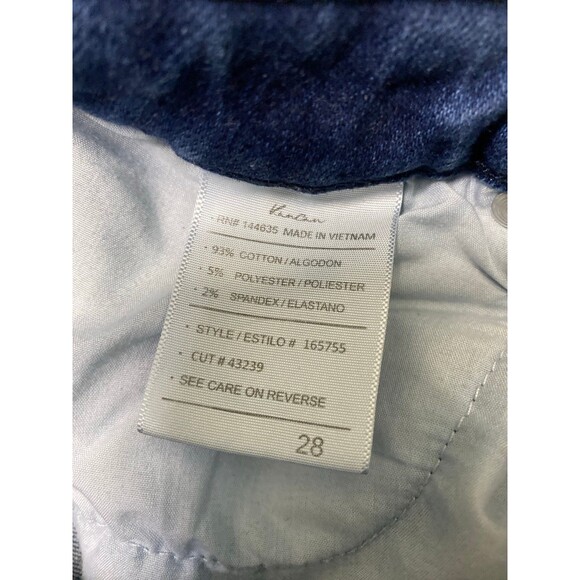 KanCan
· RN# 144635 MADE IN VIETNAM
· 93% COTTON / ALGODON
· 5% POLYESTER / POLIESTER
· 2% SPANDEX / ELASTANO
· STYLE / ESTILO # 165755
· CUT # 43239
· SEE CARE ON REVERSE
28